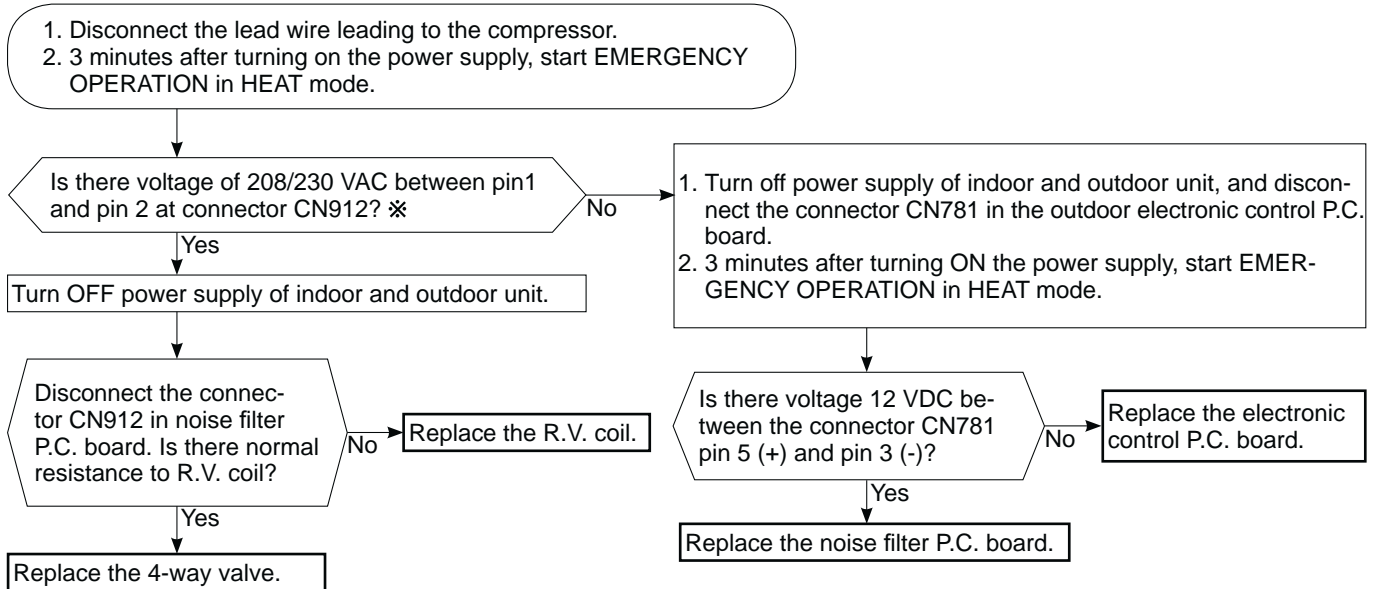 1. Disconnect the lead wire leading to the compressor.
2. 3 minutes after turning on the power supply, start EMERGENCY
OPERATION in HEAT mode.
Is there voltage of 208/230 VAC between pin1
and pin 2 at connector CN912? ※
No
Yes
Turn OFF power supply of indoor and outdoor unit.
Disconnect the connec-
tor CN912 in noise filter
P.C. board. Is there normal
resistance to R.V. coil?
No
Replace the R.V. coil.
Yes
Replace the 4-way valve.
1. Turn off power supply of indoor and outdoor unit, and discon-
nect the connector CN781 in the outdoor electronic control P.C.
board.
2. 3 minutes after turning ON the power supply, start EMER-
GENCY OPERATION in HEAT mode.
Is there voltage 12 VDC be-
tween the connector CN781
pin 5 (+) and pin 3 (-)?
No
Replace the electronic
control P.C. board.
Yes
Replace the noise filter P.C. board.